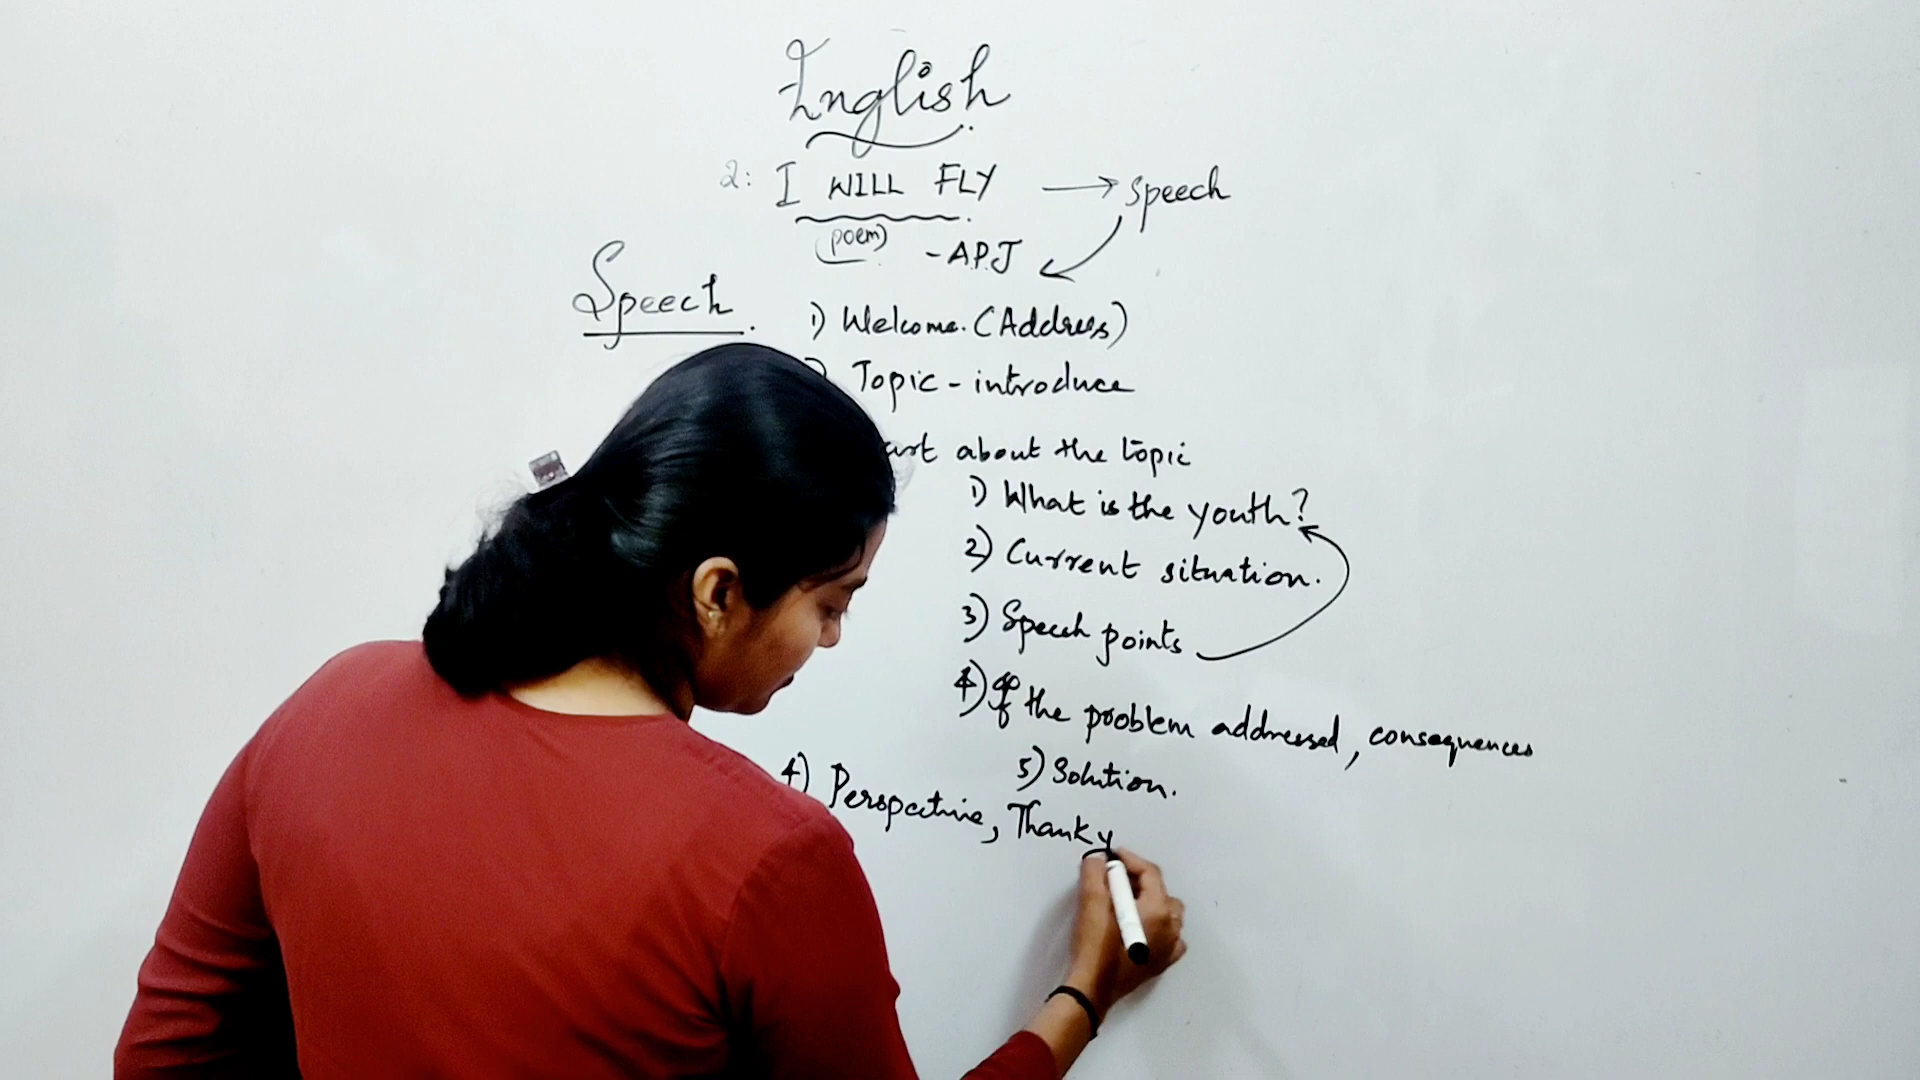 English
2: I WILL FLY → speech
(poem) - A.P.J
Speech.
1) Welcome. (Address)
Topic - introduce
about the topic
1) What is the youth?
2) Current situation.
3) Speech points
4) If the problem addressed, consequences
5) Solution.
4) Perspective, Thank y